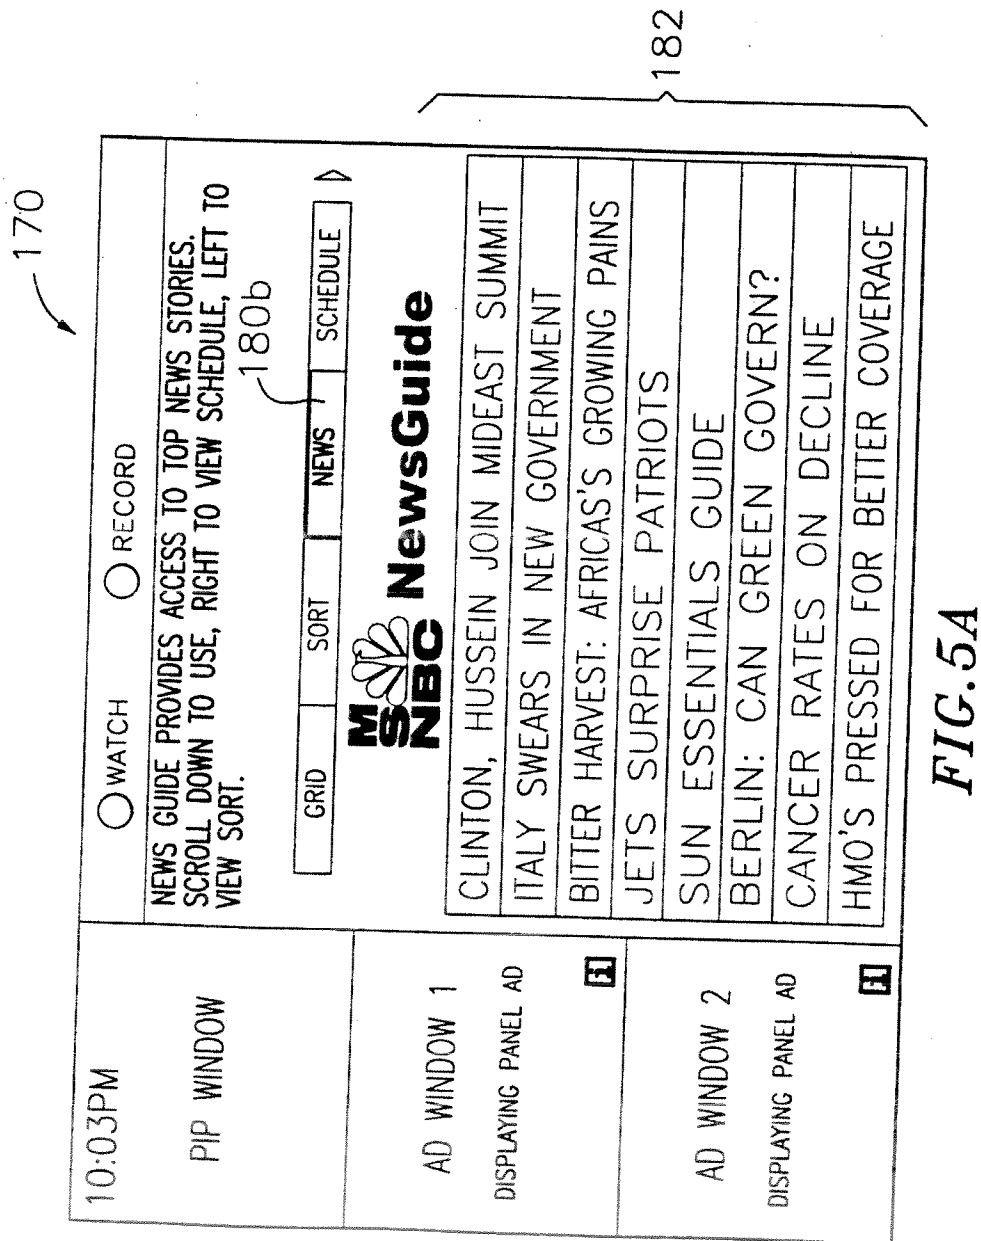 170
10:03PM
WATCH
RECORD
PIP WINDOW
NEWS GUIDE PROVIDES ACCESS TO TOP NEWS STORIES.
SCROLL DOWN TO USE, RIGHT TO VIEW SCHEDULE, LEFT TO
VIEW SORT.
180b
GRID
SORT
NEWS
SCHEDULE
MSNBC NewsGuide
AD WINDOW 1
DISPLAYING PANEL AD
i
AD WINDOW 2
DISPLAYING PANEL AD
i
CLINTON, HUSSEIN JOIN MIDEAST SUMMIT
ITALY SWEARS IN NEW GOVERNMENT
BITTER HARVEST: AFRICAS'S GROWING PAINS
JETS SURPRISE PATRIOTS
SUN ESSENTIALS GUIDE
BERLIN: CAN GREEN GOVERN?
CANCER RATES ON DECLINE
HMO'S PRESSED FOR BETTER COVERAGE
182
FIG.5A